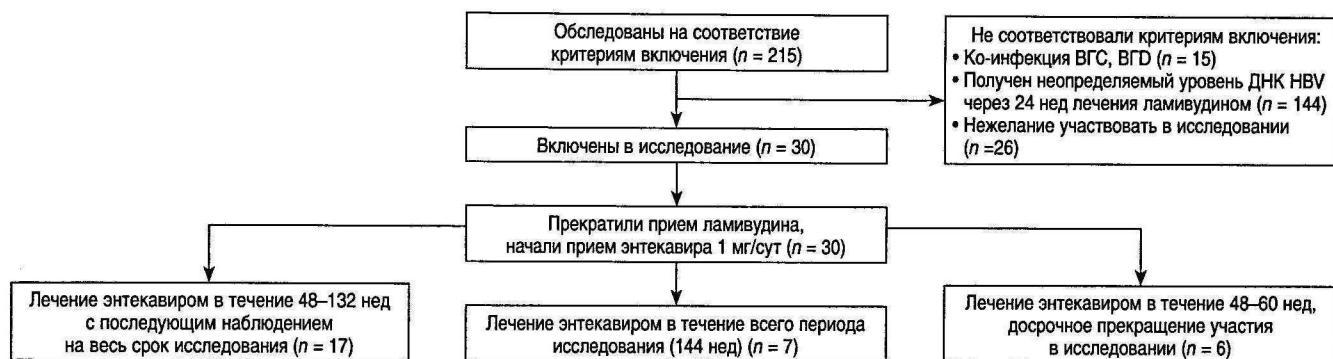 Обследованы на соответствие
критериям включения (n = 215)
Не соответствовали критериям включения:
• Ко-инфекция ВГС, ВГD (n = 15)
• Получен неопределяемый уровень ДНК HBV
через 24 нед лечения ламивудином (n = 144)
• Нежелание участвовать в исследовании
(n =26)
Включены в исследование (n = 30)
Прекратили прием ламивудина,
начали прием энтекавира 1 мг/сут (n = 30)
Лечение энтекавиром в течение 48–132 нед
с последующим наблюдением
на весь срок исследования (n = 17)
Лечение энтекавиром в течение всего периода
исследования (144 нед) (n = 7)
Лечение энтекавиром в течение 48–60 нед,
досрочное прекращение участия
в исследовании (n = 6)